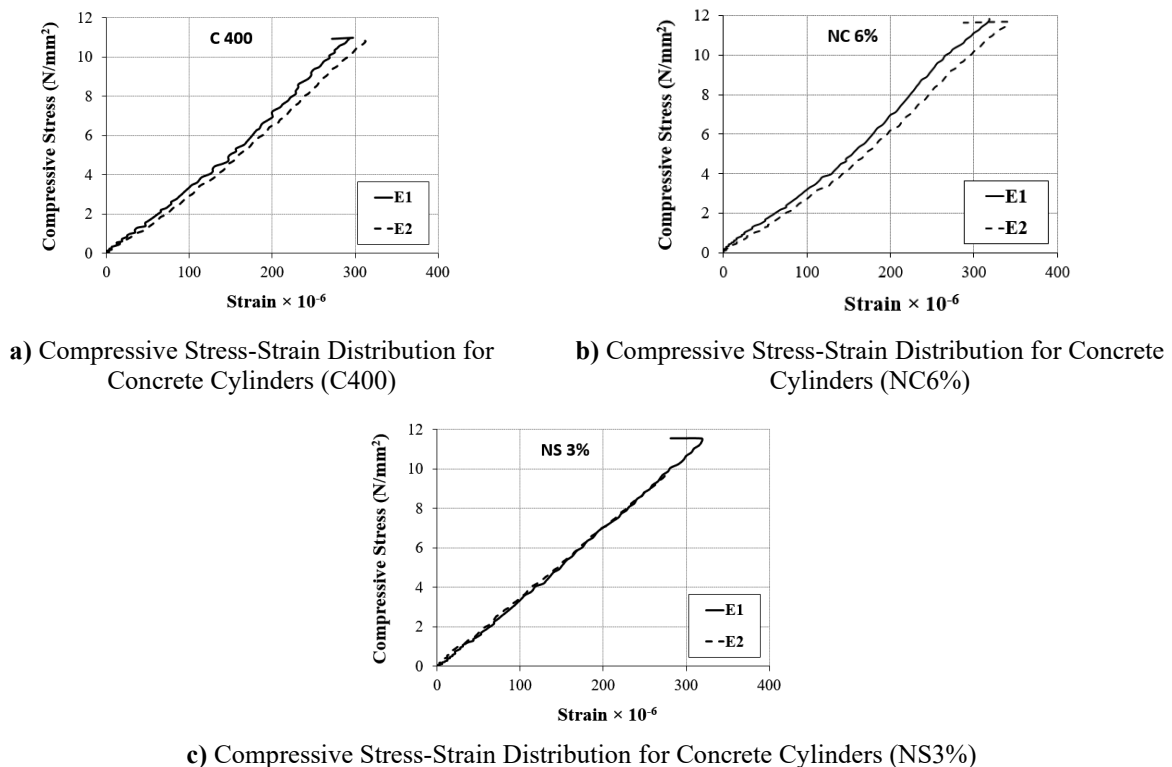 C 400
Compressive Stress (N/mm²)
12
10
8
6
4
2
0
0 100 200 300 400
Strain × 10⁻⁶
E1
E2
a) Compressive Stress-Strain Distribution for
Concrete Cylinders (C400)
NC 6%
Compressive Stress (N/mm²)
12
10
8
6
4
2
0
0 100 200 300 400
Strain × 10⁻⁶
E1
E2
b) Compressive Stress-Strain Distribution for Concrete
Cylinders (NC6%)
NS 3%
Compressive Stress (N/mm²)
12
10
8
6
4
2
0
0 100 200 300 400
Strain × 10⁻⁶
E1
E2
c) Compressive Stress-Strain Distribution for Concrete Cylinders (NS3%)